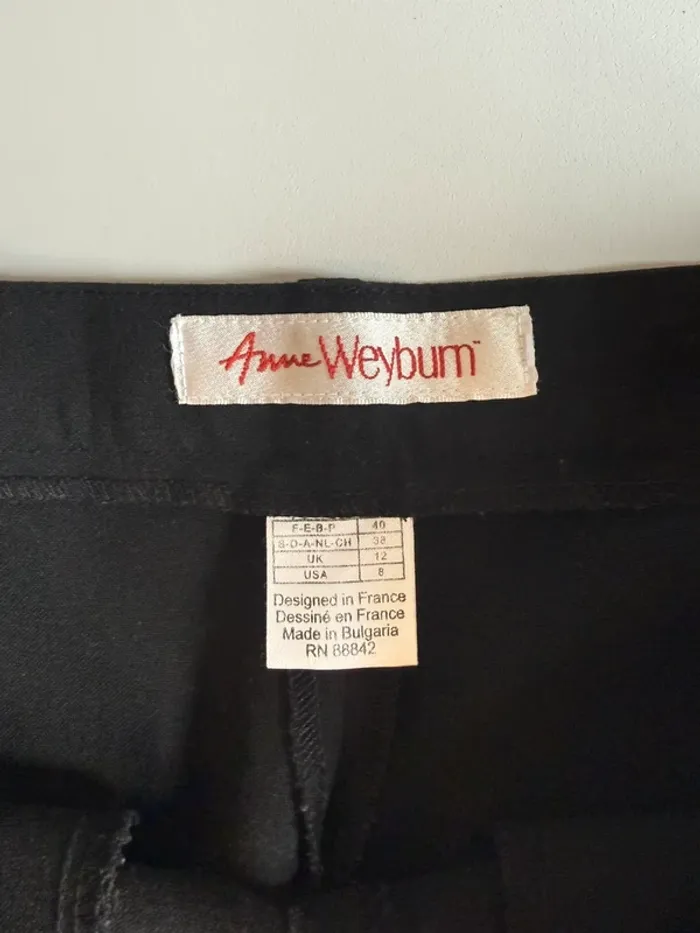 Anne Weyburn™
F-E-B-P 40
S-D-A-NL-CH 38
UK 12
USA 8
Designed in France
Dessiné en France
Made in Bulgaria
RN 88842